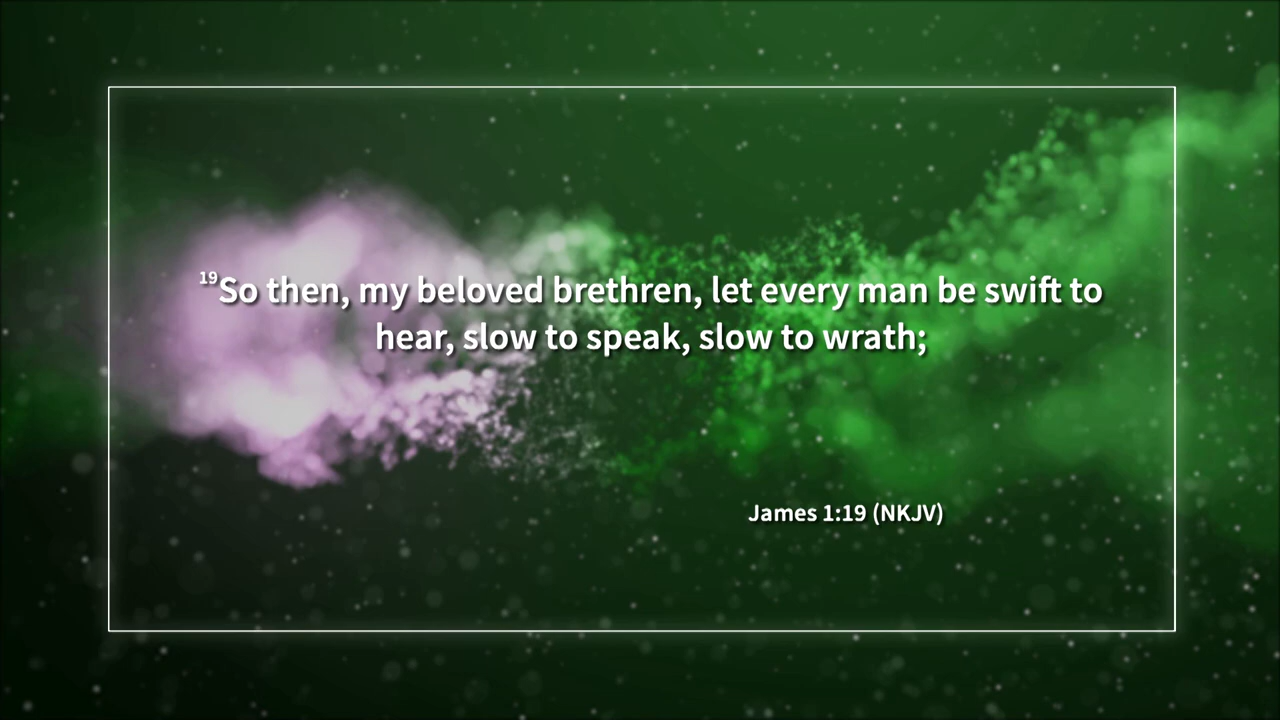 19So then, my beloved brethren, let every man be swift to
hear, slow to speak, slow to wrath;
James 1:19 (NKJV)